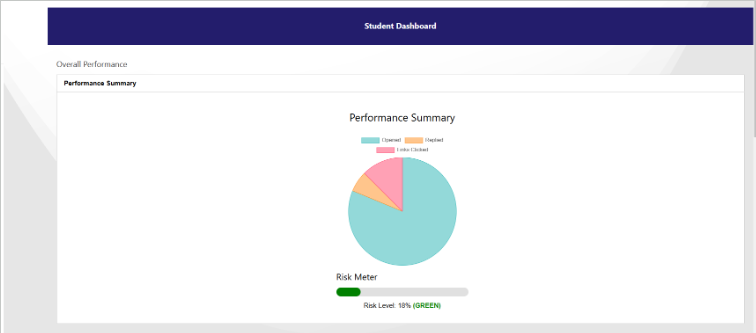 Student Dashboard
Overall Performance
Performance Summary
Performance Summary
Opened Replied
Links Clicked
Risk Meter
Risk Level: 18% (GREEN)